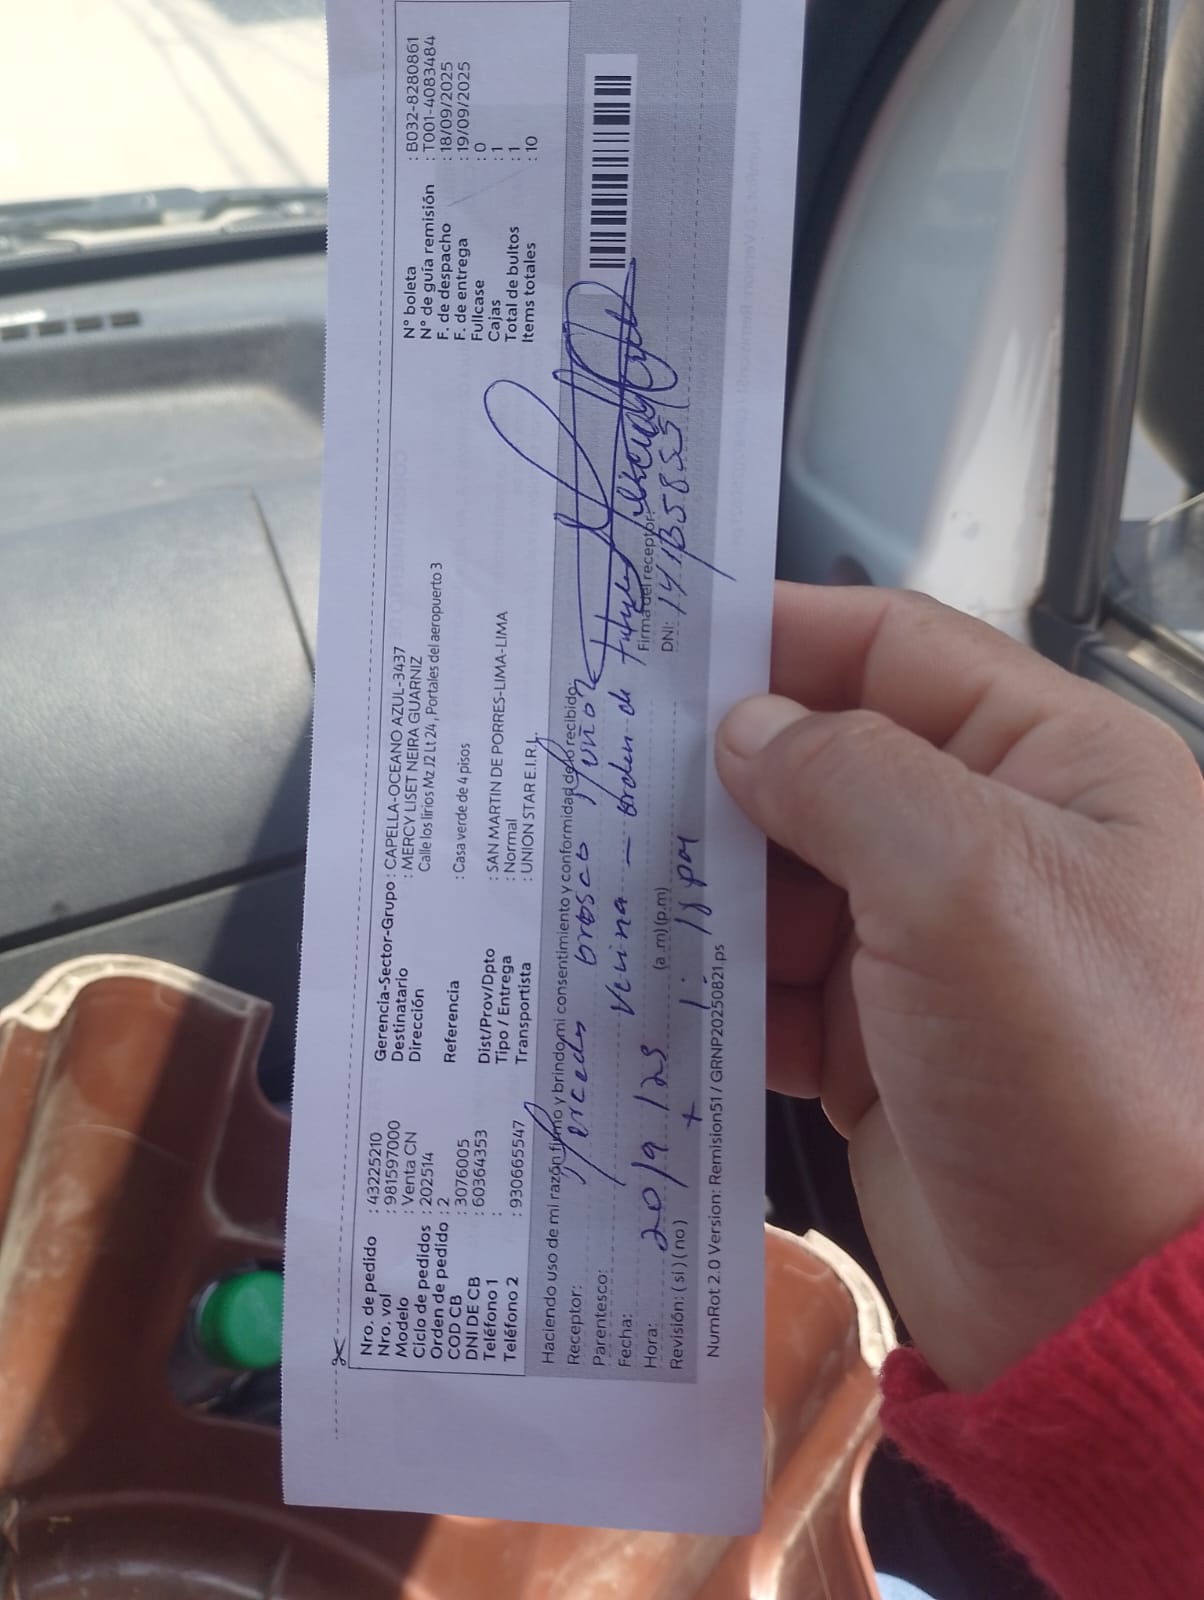 Nro. de pedido : 43225210
Nro. vol : 981597000
Modelo : Venta CN
Ciclo de pedidos : 202514
Orden de pedido : 2
COD CB : 3076005
DNI DE CB : 60364353
Teléfono 1 :
Teléfono 2 : 930665547
Gerencia-Sector-Grupo : CAPELLA-OCEANO AZUL-3437
Destinatario : MERCY LISET NEIRA GUARNIZ
Dirección Calle los lirios Mz J2 Lt 24, Portales del aeropuerto 3
Referencia : Casa verde de 4 pisos
Dist/Prov/Dpto : SAN MARTIN DE PORRES-LIMA-LIMA
Tipo / Entrega : Normal
Transportista : UNION STAR E.I.R.L.
N° boleta : B032-8280861
N° de guía remisión : T001-4083484
F. de despacho : 18/09/2025
F. de entrega : 19/09/2025
Fullcase : 0
Cajas : 1
Total de bultos : 1
Items totales : 10
Haciendo uso de mi razón firmo y brindo mi consentimiento y conformidad de lo recibido:
Receptor: Mercedes Muñoz
Parentesco: Vecina — orden de
Fecha: 20/9/25
Firma del receptor:
Hora: (a.m)(p.m)
DNI:
Revisión: ( si ) ( no ) pm
NumRot 2.0 Version: Remision51 / GRNP20250821.ps